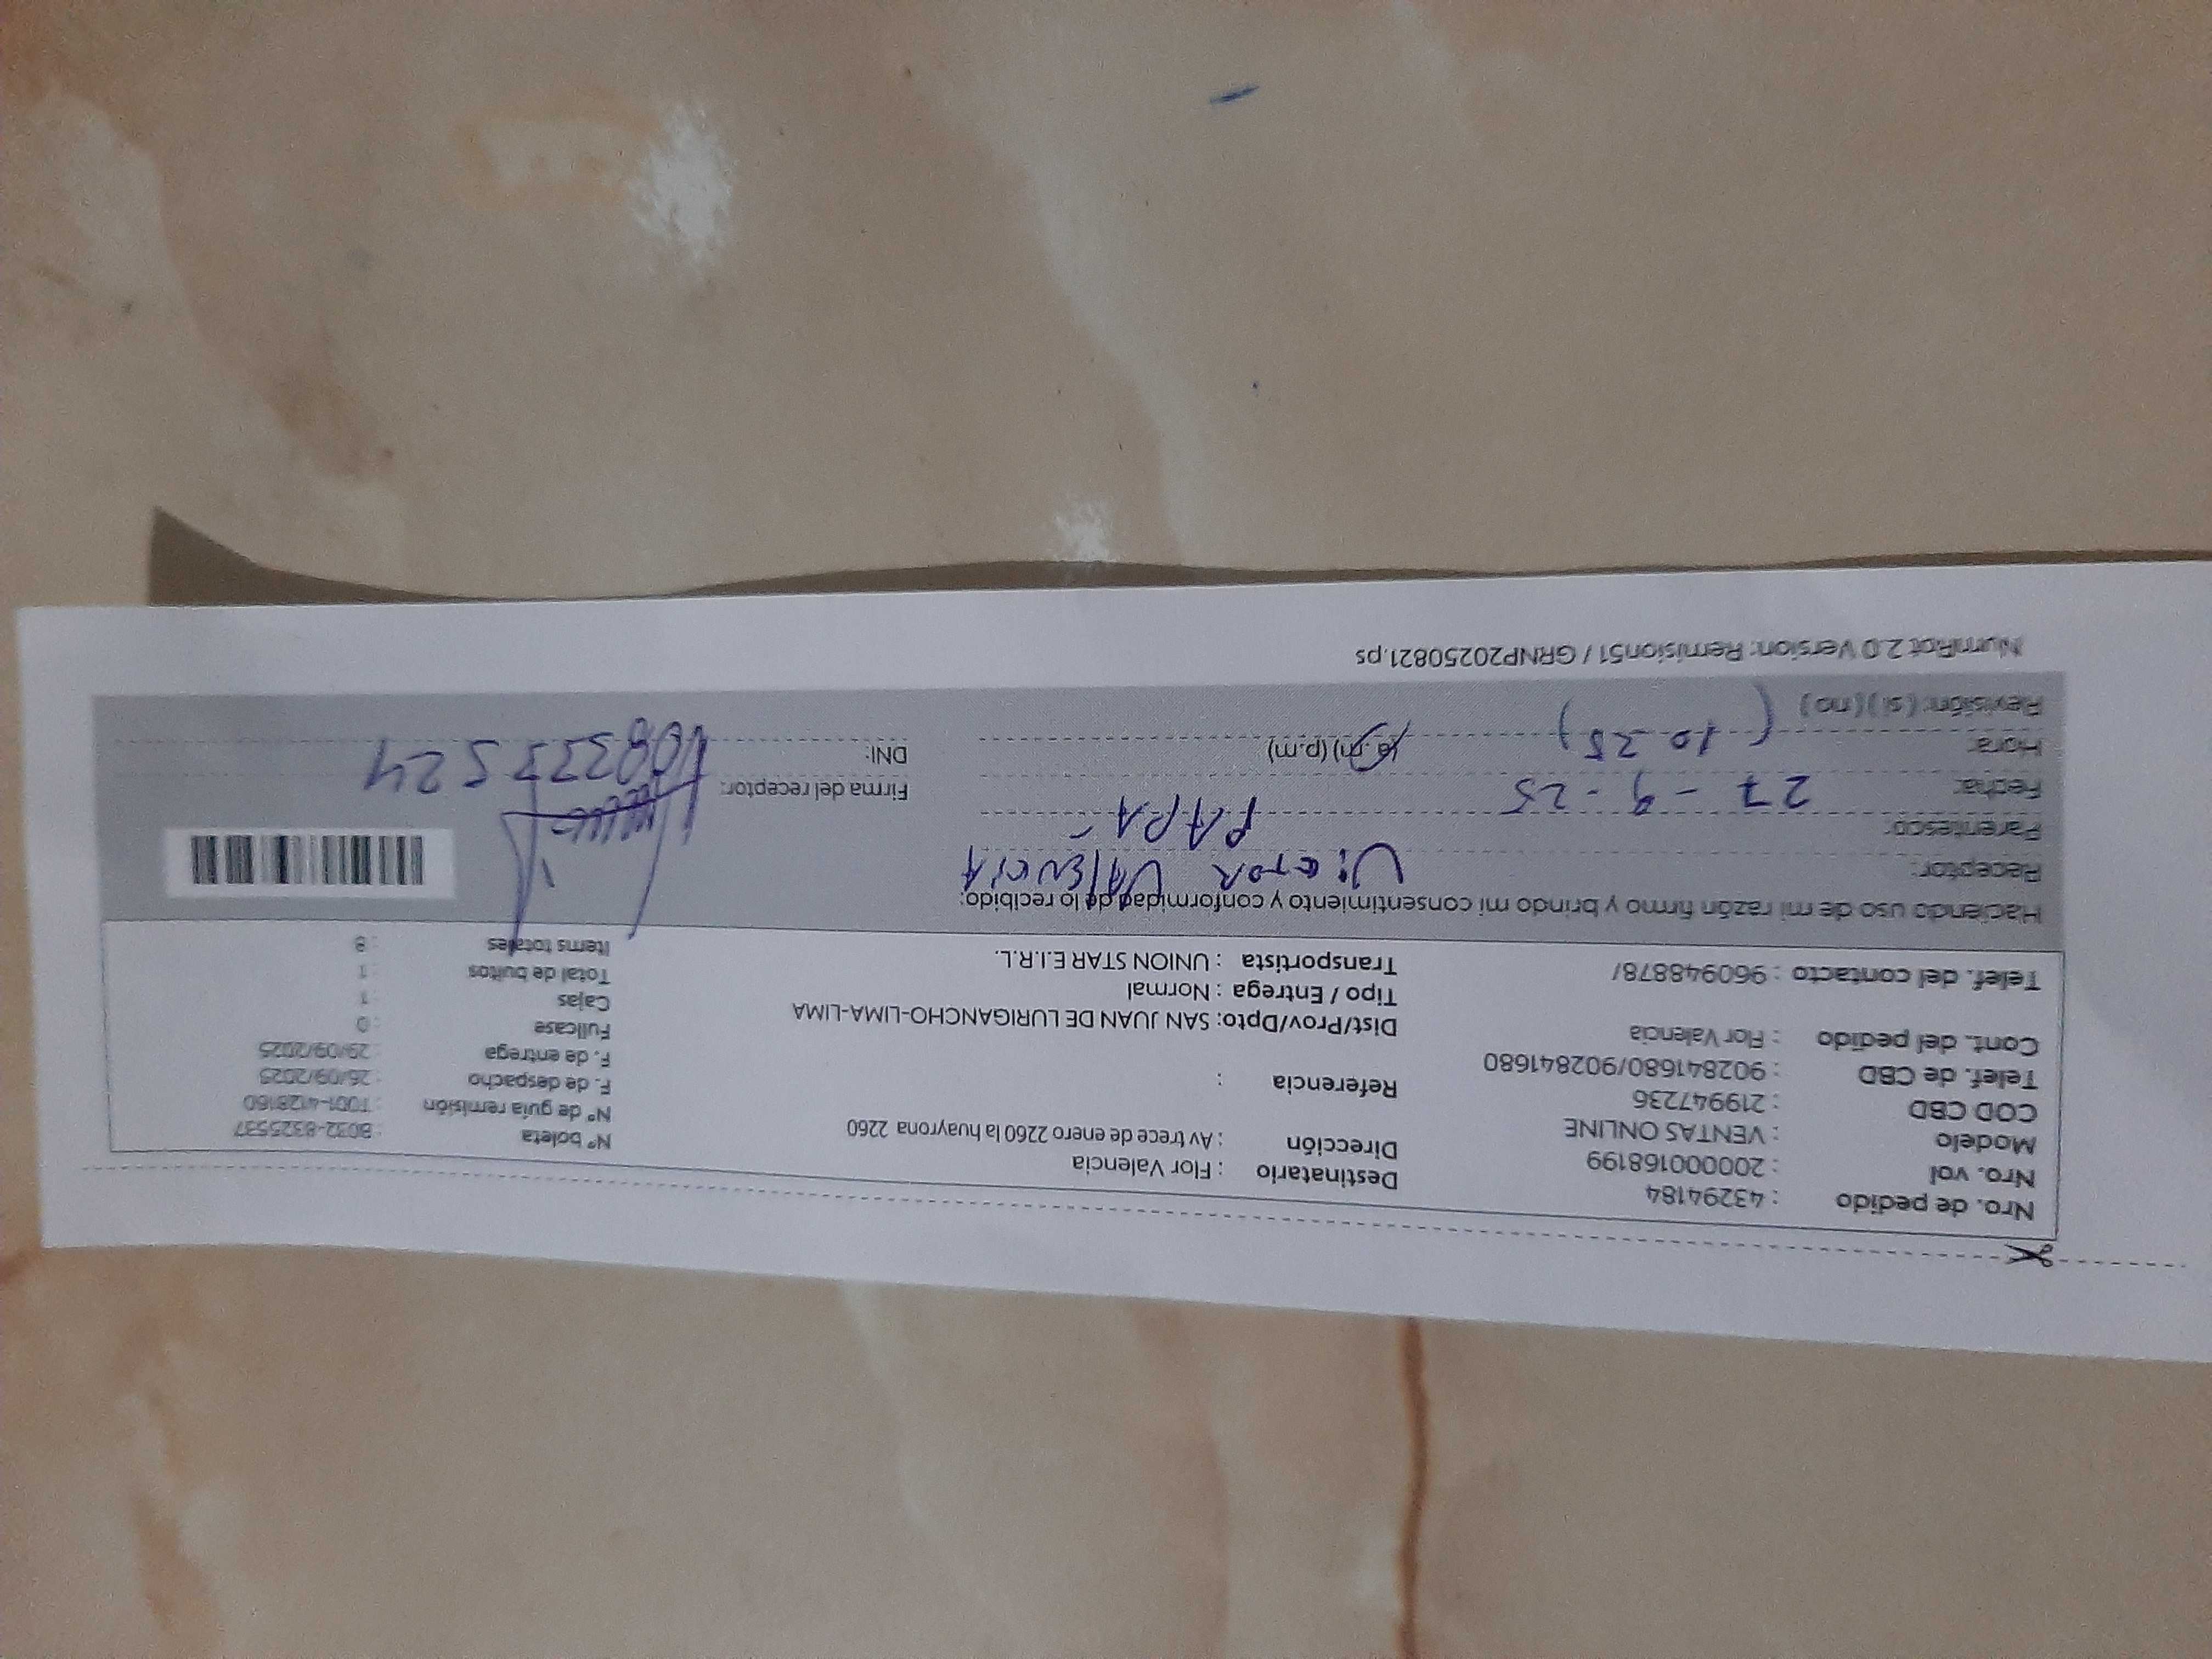 Nro. de pedido : 43294184
Nro. vol : 200000168199
Modelo : VENTAS ONLINE
COD CBD : 219947236
Telef. de CBD : 902841680/902841680
Cont. del pedido : Flor Valencia
Telef. del contacto : 960948878/
Destinatario : Flor Valencia
Dirección : Av trece de enero 2260 la huayrona 2260
Referencia :
Dist/Prov/Dpto: SAN JUAN DE LURIGANCHO-LIMA-LIMA
Tipo / Entrega : Normal
Transportista : UNION STAR E.I.R.L.
N° boleta : B032-8325537
N° de guía remisión : T001-4128160
F. de despacho : 26/09/2025
F. de entrega : 29/09/2025
Fullcase : 0
Cajas : 1
Total de bultos : 1
Items totales : 8
Haciendo uso de mi razón firmo y brindo mi consentimiento y conformidad de lo recibido:
Receptor: Victor VAlENCIA
Parentesco: PAPA
Fecha: 27 - 9 - 25
Hora: (10 25) (a.m) (p.m)
Revisión: (si) (no)
Firma del receptor:
DNI:
NumRot 2.0 Version: Remision51 / GRNP20250821.ps